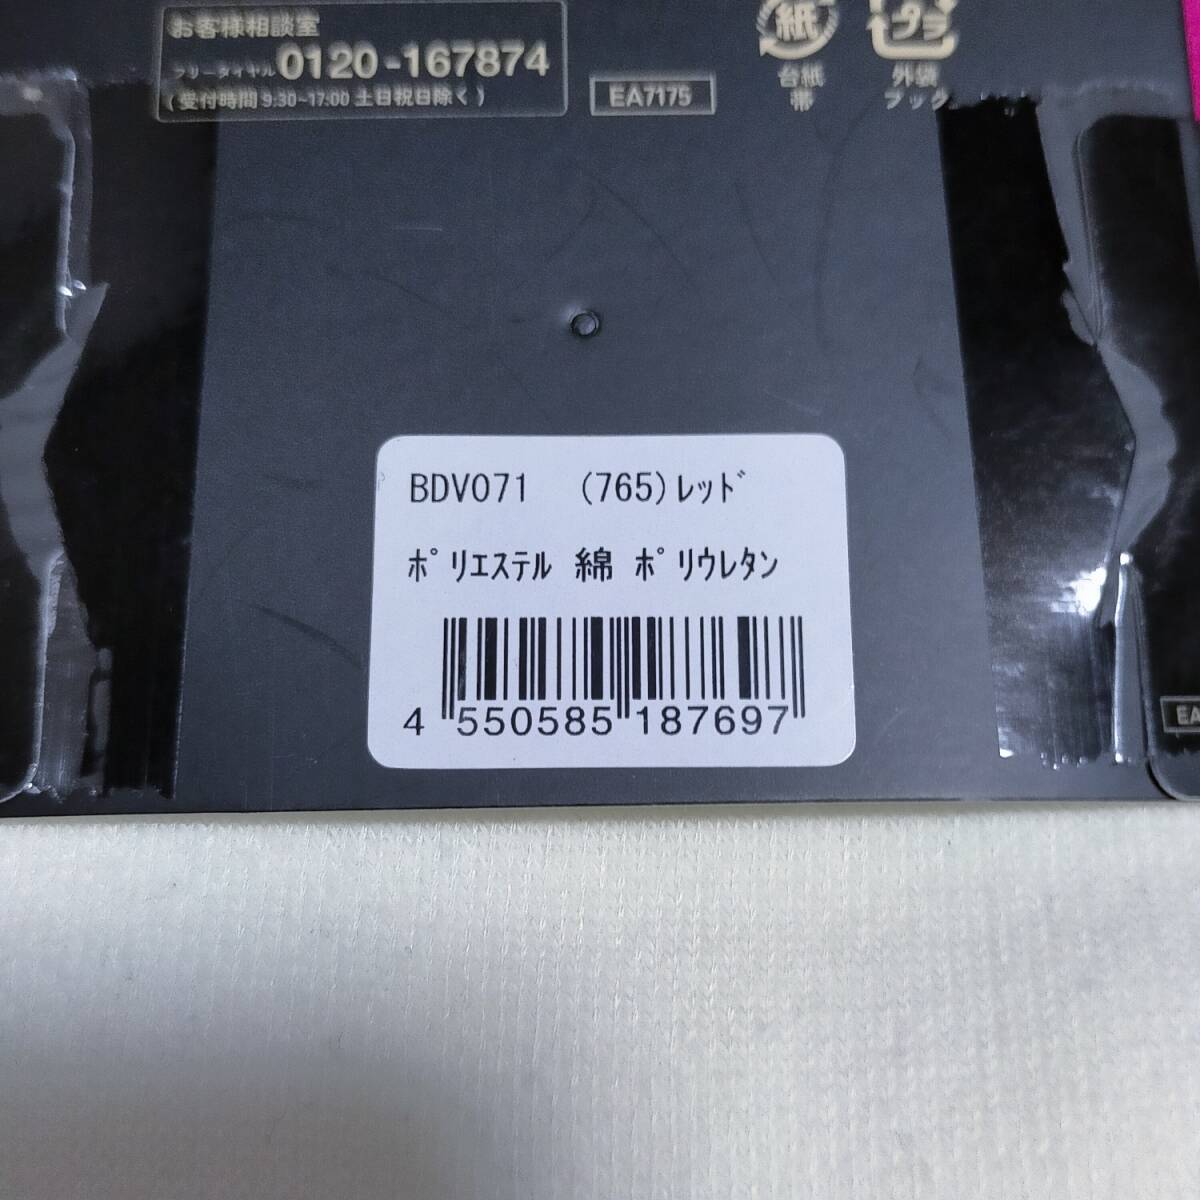 お客様相談室
フリーダイヤル 0120-167874
(受付時間 9:30~17:00 土日祝日除く)
EA7175
紙
台紙
帯
プラ
外袋
フック
BDV071 (765)ﾚｯﾄﾞ
ﾎﾟﾘｴｽﾃﾙ 綿 ﾎﾟﾘｳﾚﾀﾝ
4 550585 187697
EA